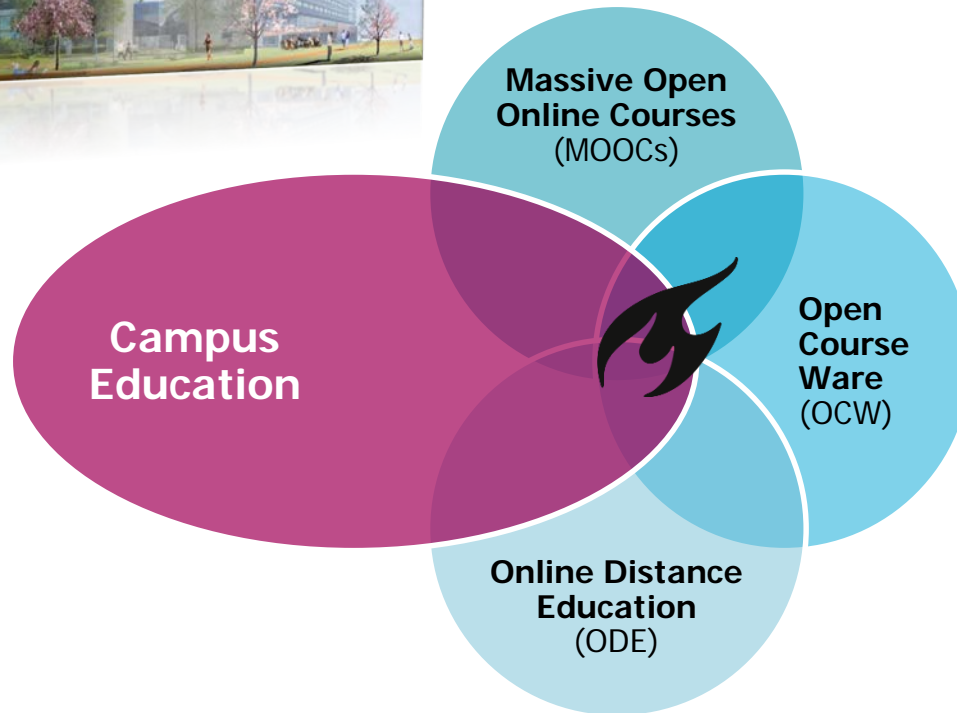 Massive Open
Online Courses
(MOOCs)
Campus
Education
Open
Course
Ware
(OCW)
Online Distance
Education
(ODE)